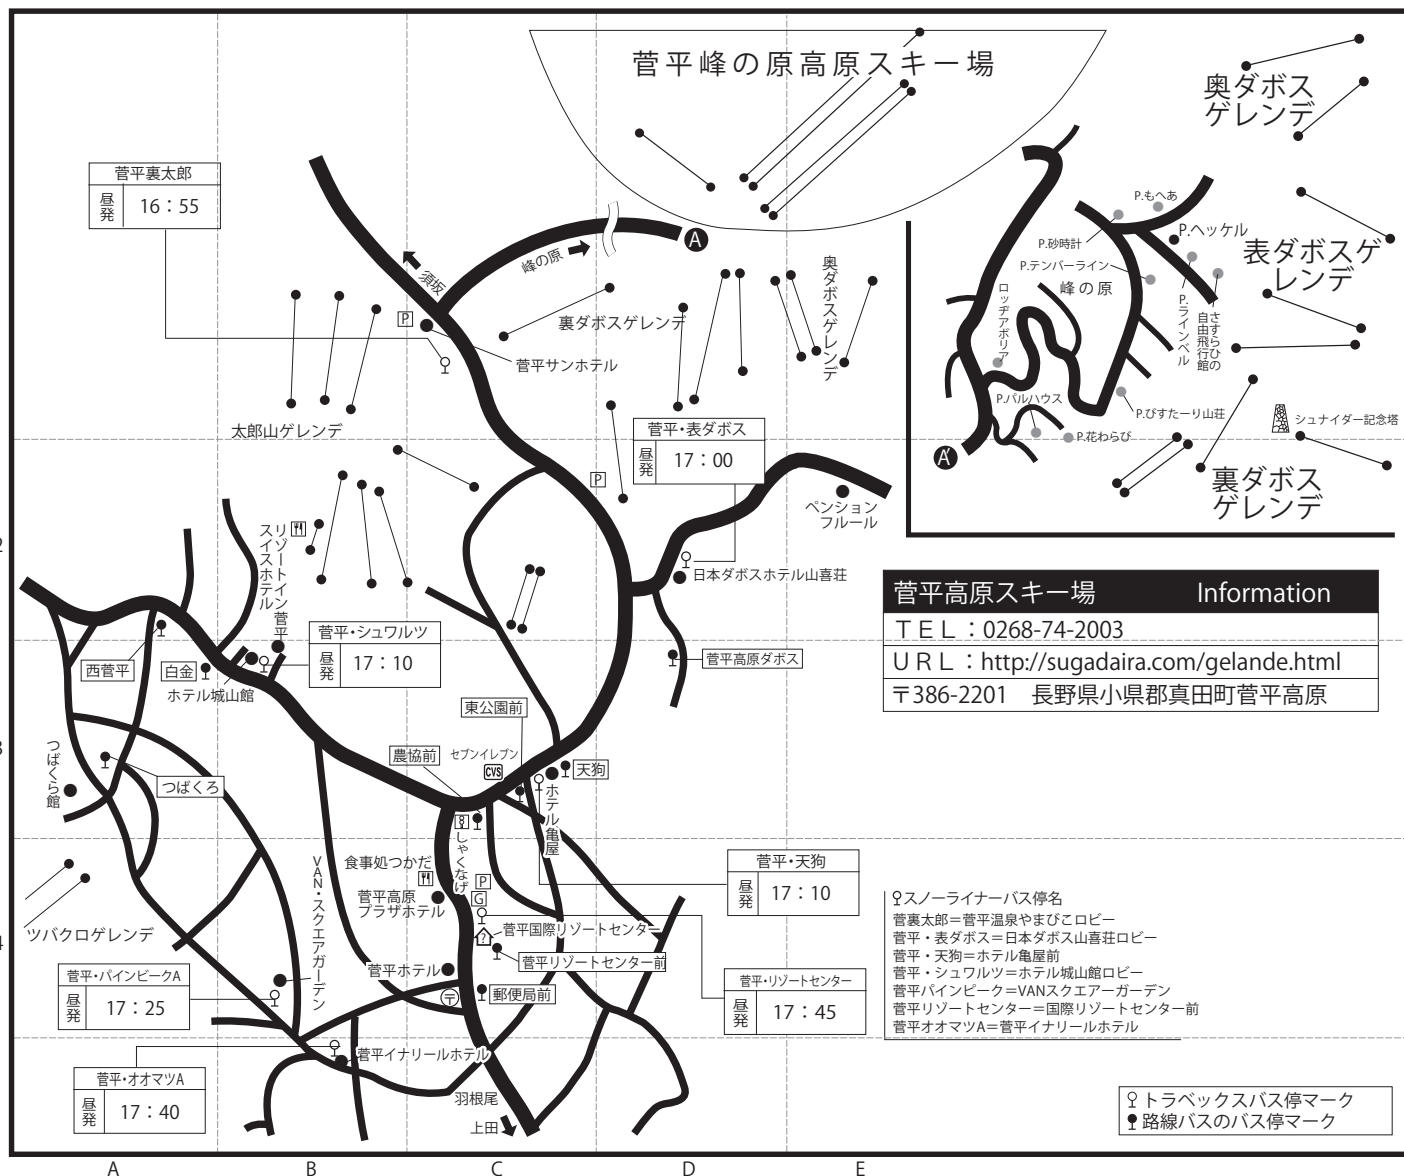 菅平峰の原高原スキー場
奥ダボス
ゲレンデ
菅平裏太郎
昼発
16：55
P.もへあ
P.砂時計
P.ヘッケル
P.テンバーライン
峰の原
表ダボスゲ
レンデ
P.ラインベル
さすらひの
自由飛行館
ロッヂアボリア
P.パルハウス
P.花わらび
P.びすたーり山荘
シュナイダー記念塔
裏ダボス
ゲレンデ
A
A′
峰の原
須坂
P
裏ダボスゲレンデ
奥ダボスゲレンデ
菅平サンホテル
太郎山ゲレンデ
菅平・表ダボス
昼発
17：00
P
ペンション
フルール
日本ダボスホテル山喜荘
2
リゾートイン菅平
スイスホテル
菅平・シュワルツ
昼発
17：10
西菅平
白金
ホテル城山館
菅平高原ダボス
菅平高原スキー場 Information
ＴＥＬ：0268-74-2003
ＵＲＬ：http://sugadaira.com/gelande.html
〒386-2201 長野県小県郡真田町菅平高原
3
東公園前
農協前
セブンイレブン
CVS
天狗
つばくら館
つばくろ
ホテル亀屋
8
しゃくなげ
食事処つかだ
P
G
菅平高原
プラザホテル
VAN・スクエアガーデン
菅平・天狗
昼発
17：10
ツバクロゲレンデ
4
菅平国際リゾートセンター
?
菅平リゾートセンター前
菅平ホテル
郵便局前
〒
菅平・パインピークA
昼発
17：25
菅平・リゾートセンター
昼発
17：45
スノーライナーバス停名
菅裏太郎＝菅平温泉やまびこロビー
菅平・表ダボス＝日本ダボス山喜荘ロビー
菅平・天狗＝ホテル亀屋前
菅平・シュワルツ＝ホテル城山館ロビー
菅平パインピーク＝VANスクエアーガーデン
菅平リゾートセンター＝国際リゾートセンター前
菅平オオマツA＝菅平イナリールホテル
菅平イナリールホテル
菅平・オオマツA
昼発
17：40
羽根尾
上田
トラベックスバス停マーク
路線バスのバス停マーク
A
B
C
D
E